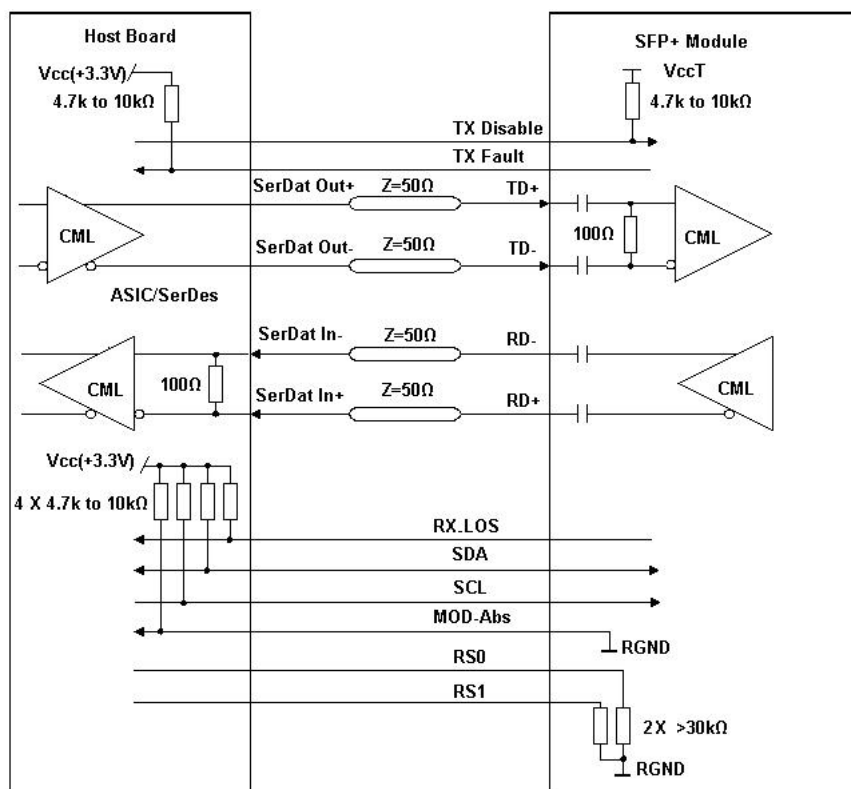 Host Board
SFP+ Module
Vcc(+3.3V)
VccT
4.7k to 10kΩ
4.7k to 10kΩ
TX Disable
TX Fault
SerDat Out+
Z=50Ω
TD+
CML
100Ω
CML
SerDat Out-
Z=50Ω
TD-
ASIC/SerDes
SerDat In-
Z=50Ω
RD-
CML
100Ω
CML
SerDat In+
Z=50Ω
RD+
Vcc(+3.3V)
4 X 4.7k to 10kΩ
RX_LOS
SDA
SCL
MOD-Abs
RGND
RS0
RS1
2X >30kΩ
RGND